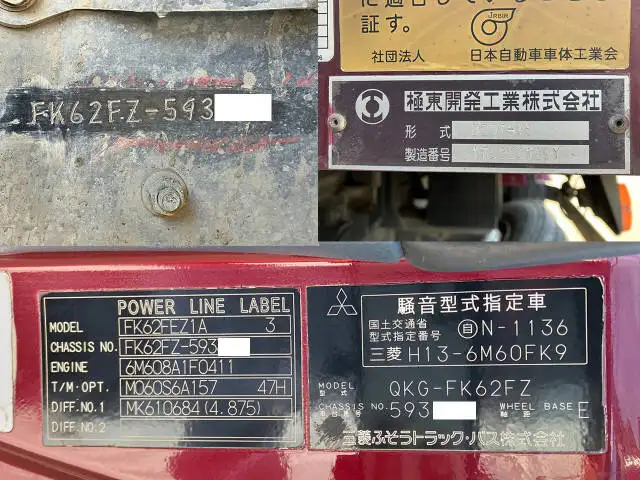 FK62FZ-593
証す。
JRBIR
社団法人 日本自動車車体工業会
極東開発工業株式会社
形式
製造番号
POWER LINE LABEL
MODEL FK62FEZ1A 3
CHASSIS NO. FK62FZ-593
ENGINE 6M608A1F0411
T/M・OPT. M060S6A157 47H
DIFF.NO.1 MK610684(4.875)
DIFF.NO.2
騒音型式指定車
国土交通省
型式指定番号 自N-1136
三菱 H13-6M60FK9
MODEL 型式 QKG-FK62FZ
CHASSIS NO. 593 WHEEL BASE 軸距 E
三菱ふそうトラック・バス株式会社